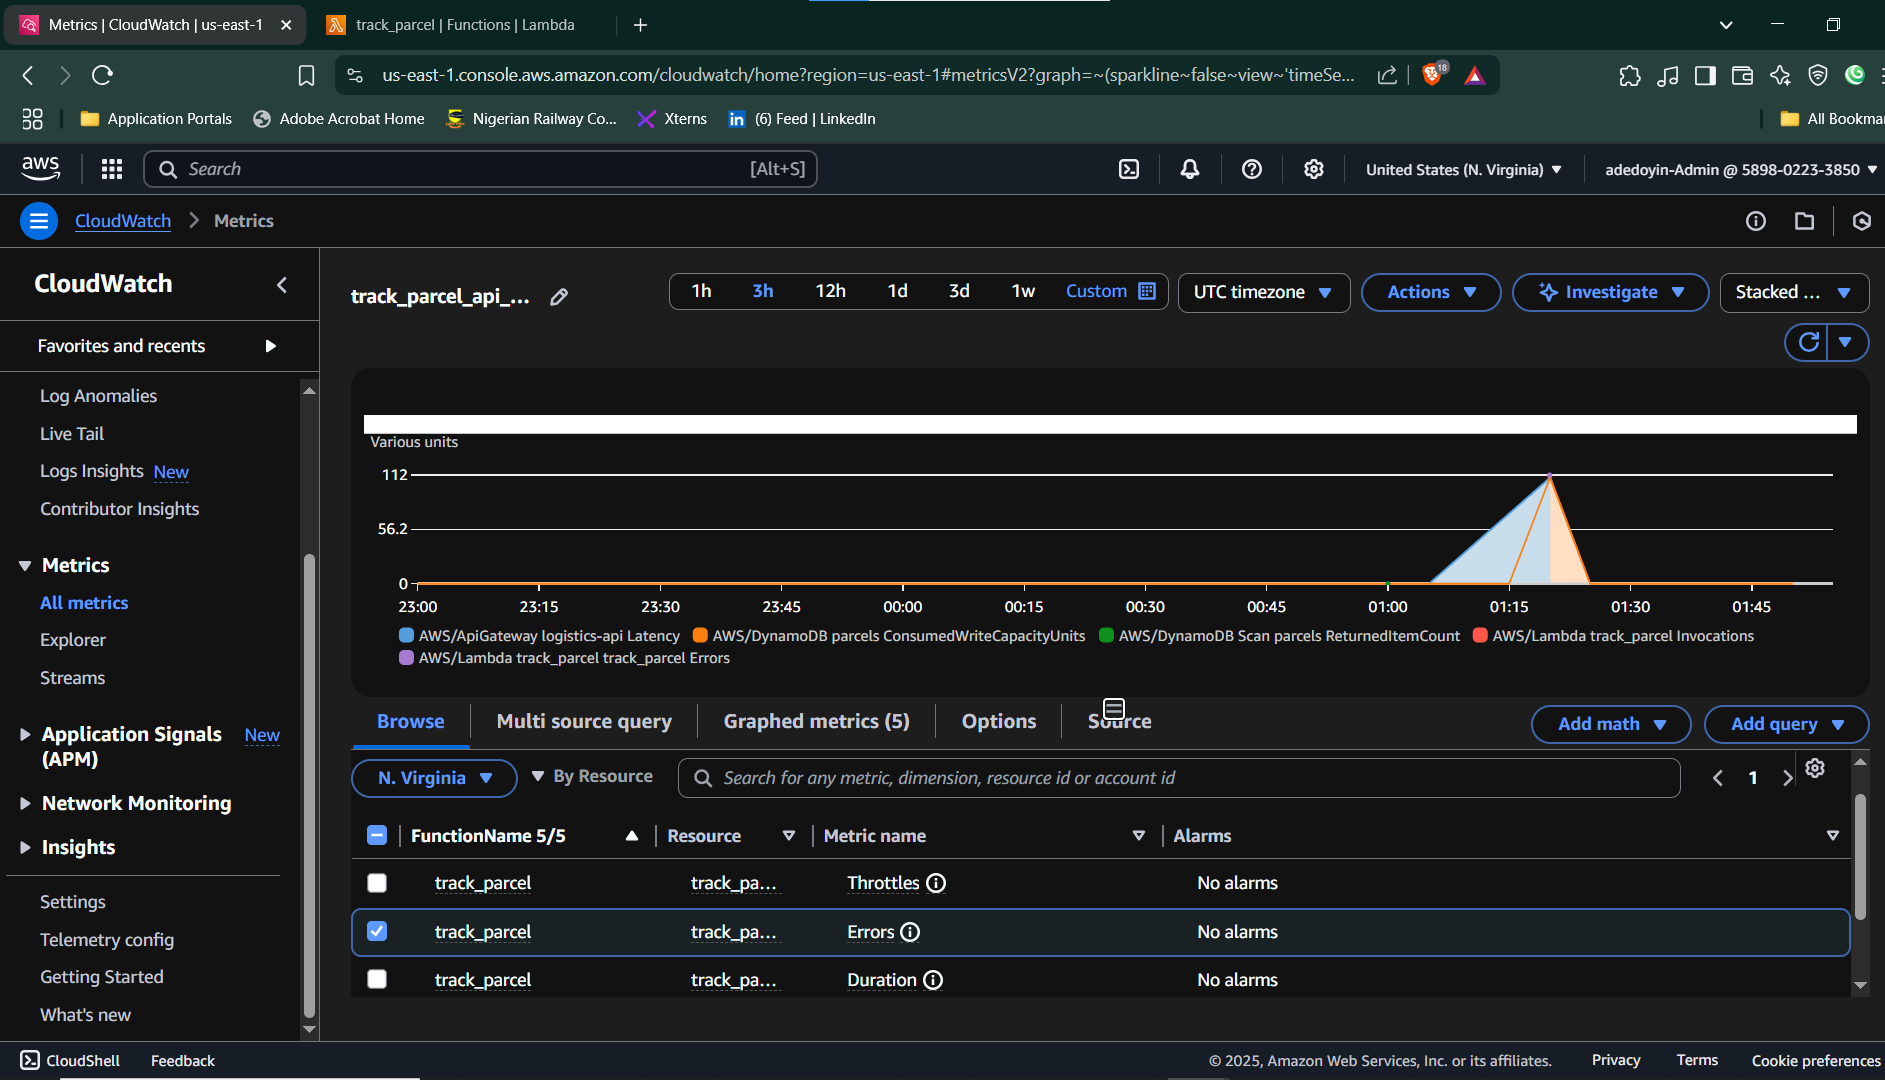 Metrics | CloudWatch | us-east-1
track_parcel | Functions | Lambda
us-east-1.console.aws.amazon.com/cloudwatch/home?region=us-east-1#metricsV2?graph=~(sparkline~false~view~'timeSe...
18
Application Portals
Adobe Acrobat Home
Nigerian Railway Co...
Xterns
(6) Feed | LinkedIn
All Bookma
aws
Search
[Alt+S]
United States (N. Virginia)
adedoyin-Admin @ 5898-0223-3850
CloudWatch
Metrics
CloudWatch
Favorites and recents
Log Anomalies
Live Tail
Logs Insights New
Contributor Insights
Metrics
All metrics
Explorer
Streams
Application Signals (APM) New
Network Monitoring
Insights
Settings
Telemetry config
Getting Started
What's new
track_parcel_api_...
1h 3h 12h 1d 3d 1w Custom
UTC timezone
Actions
Investigate
Stacked ...
Various units
112
56.2
0
23:00 23:15 23:30 23:45 00:00 00:15 00:30 00:45 01:00 01:15 01:30 01:45
AWS/ApiGateway logistics-api Latency AWS/DynamoDB parcels ConsumedWriteCapacityUnits AWS/DynamoDB Scan parcels ReturnedItemCount AWS/Lambda track_parcel Invocations
AWS/Lambda track_parcel track_parcel Errors
Browse
Multi source query
Graphed metrics (5)
Options
Source
Add math
Add query
N. Virginia
By Resource
Search for any metric, dimension, resource id or account id
1
FunctionName 5/5 Resource Metric name Alarms
track_parcel track_pa... Throttles No alarms
track_parcel track_pa... Errors No alarms
track_parcel track_pa... Duration No alarms
CloudShell
Feedback
© 2025, Amazon Web Services, Inc. or its affiliates.
Privacy
Terms
Cookie preferences